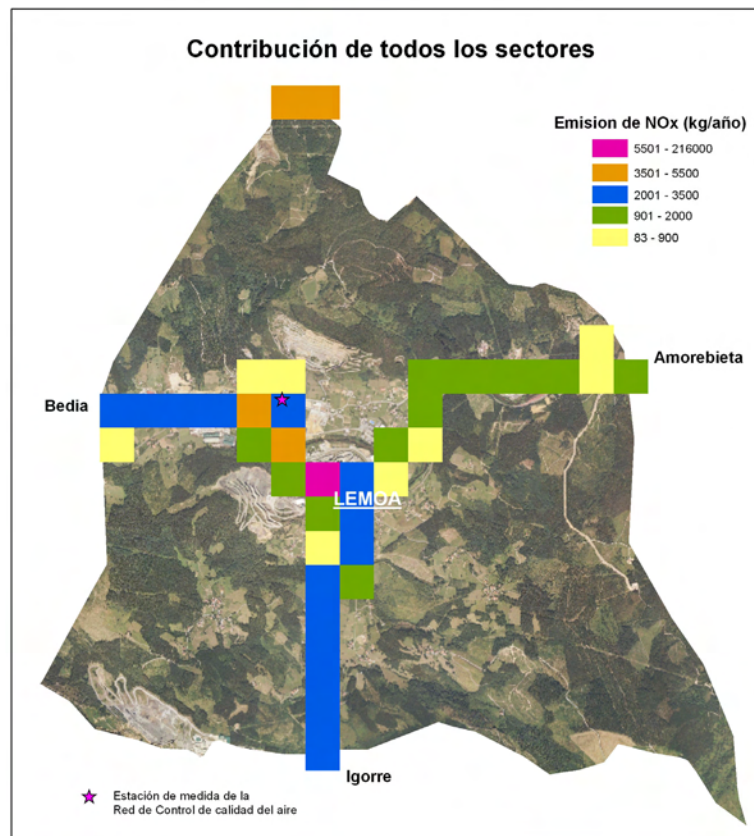 Contribución de todos los sectores
Emision de NOx (kg/año)
5501 - 216000
3501 - 5500
2001 - 3500
901 - 2000
83 - 900
Amorebieta
Bedia
LEMOA
Igorre
Estación de medida de la
Red de Control de calidad del aire